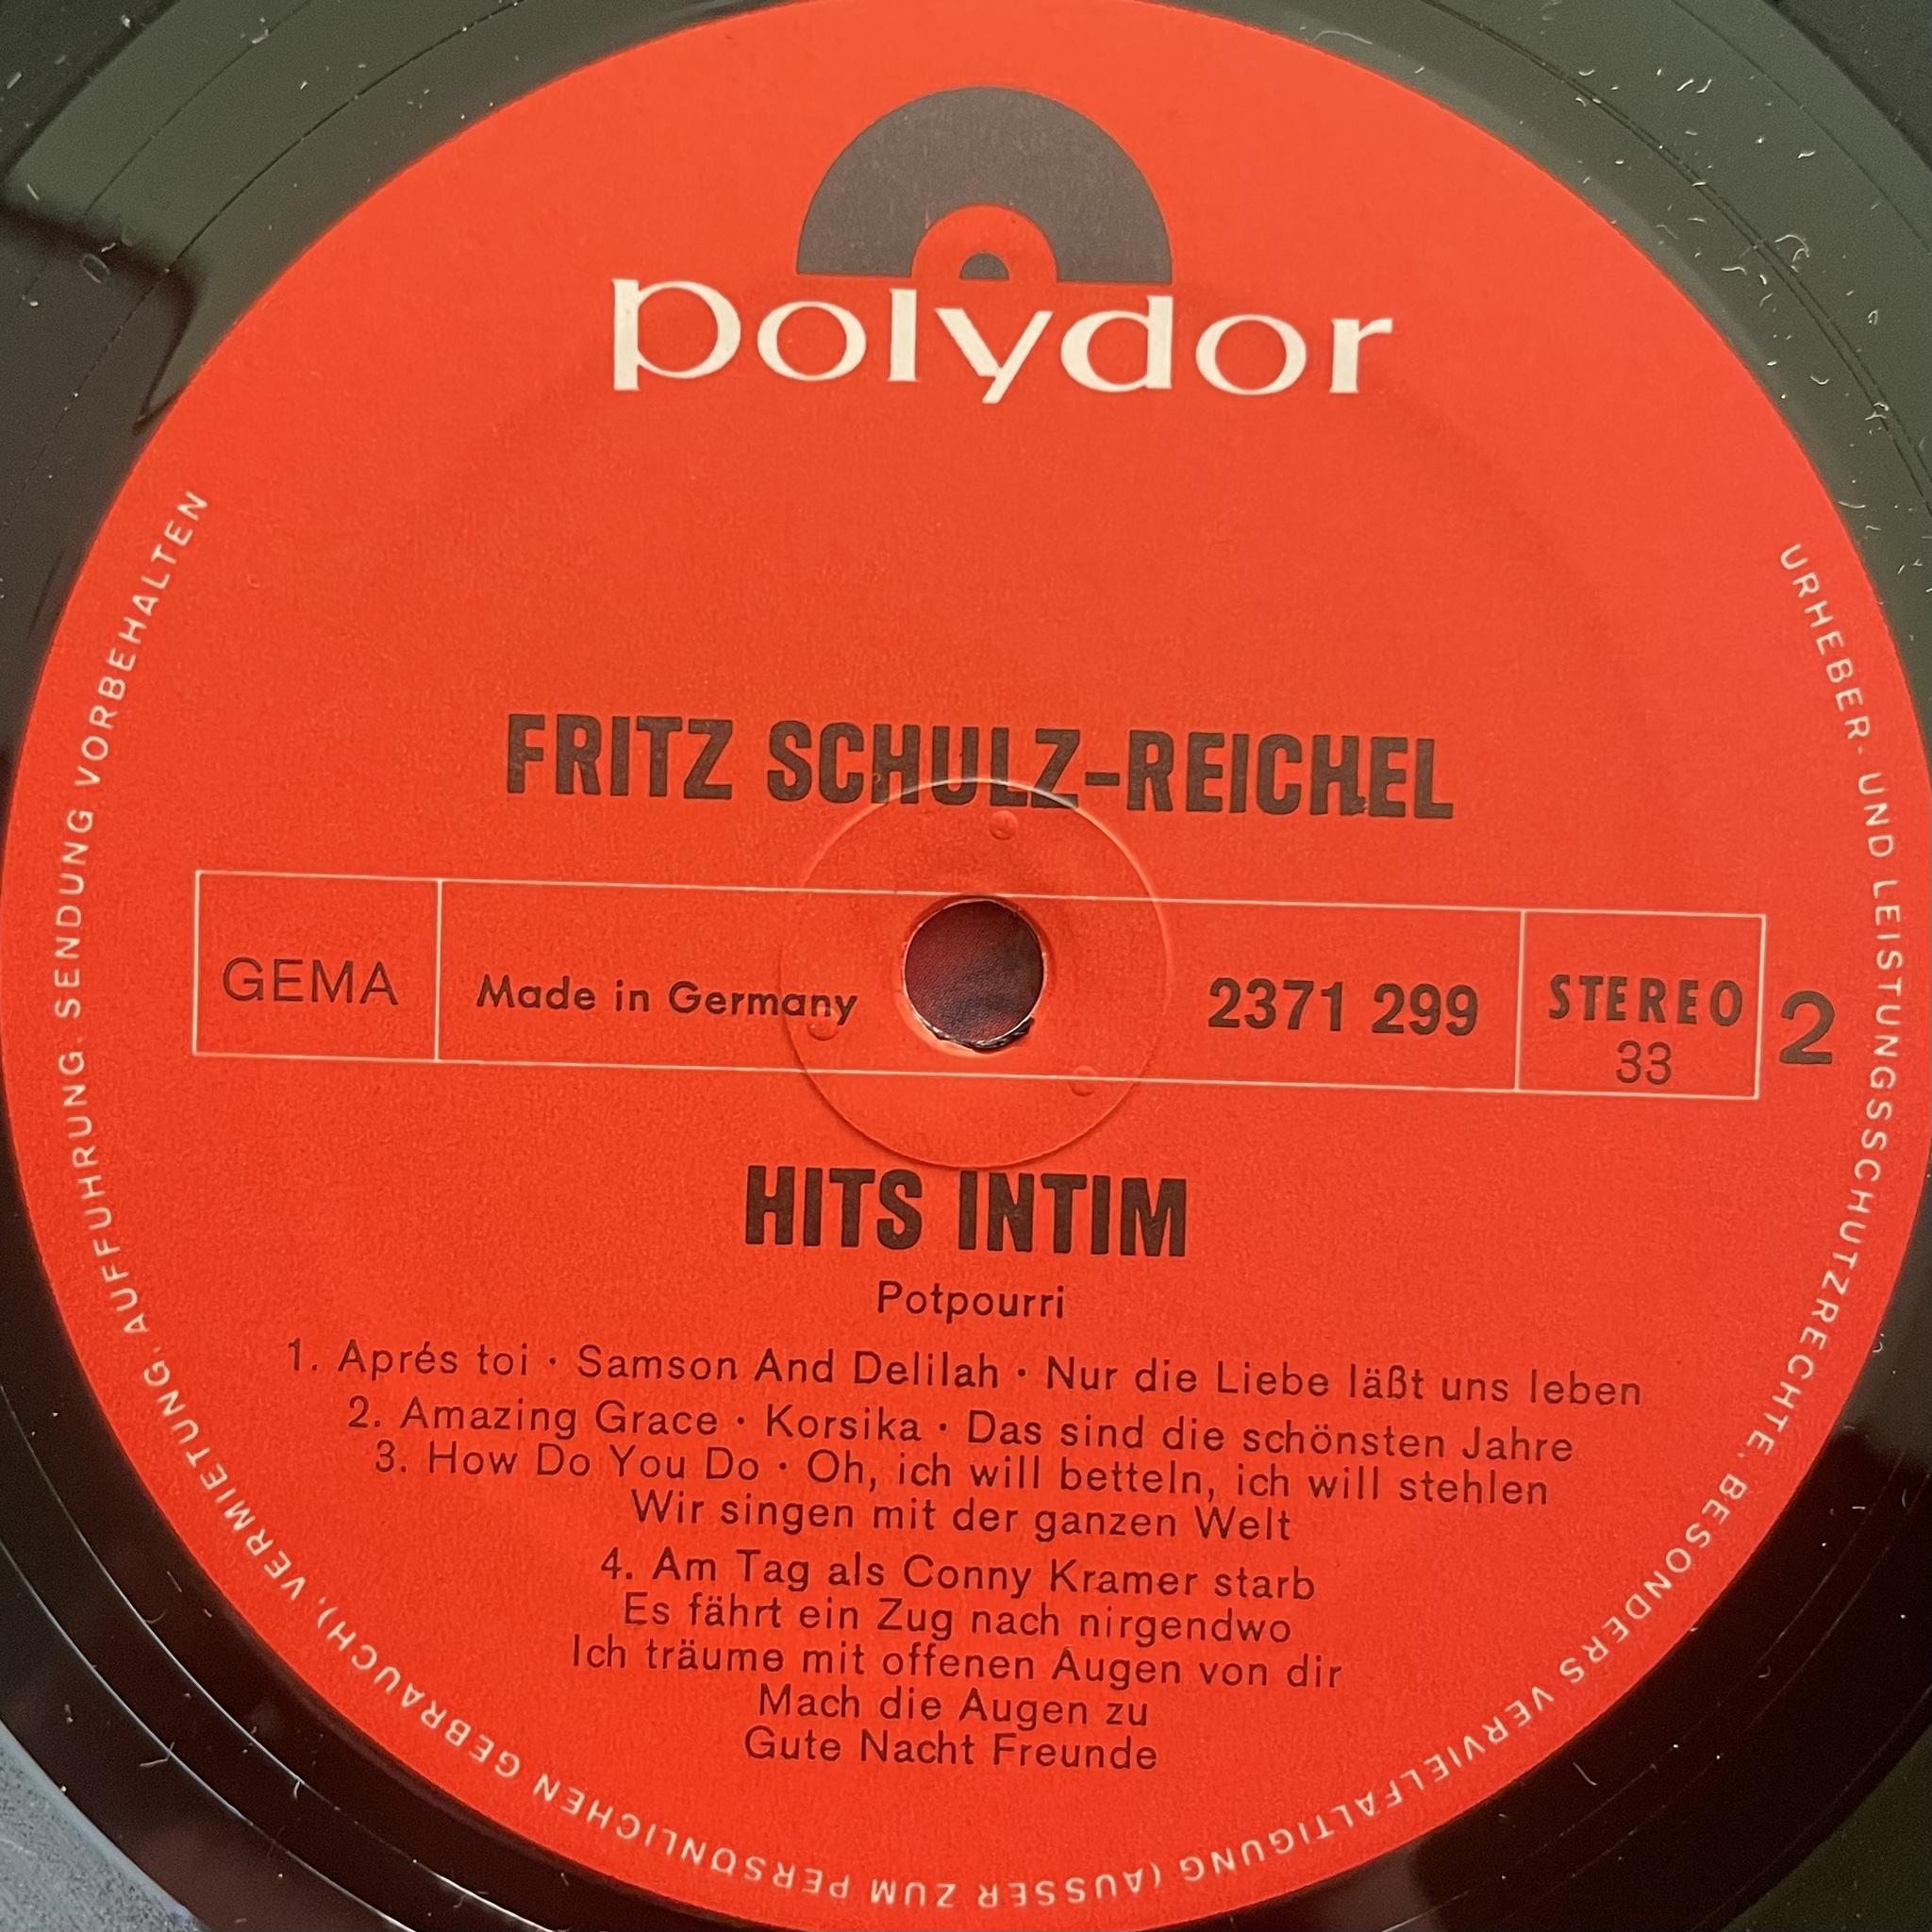 polydor
FRITZ SCHULZ-REICHEL
GEMA
Made in Germany
2371 299
STEREO
33
2
HITS INTIM
Potpourri
1. Aprés toi · Samson And Delilah · Nur die Liebe läßt uns leben
2. Amazing Grace · Korsika · Das sind die schönsten Jahre
3. How Do You Do · Oh, ich will betteln, ich will stehlen
Wir singen mit der ganzen Welt
4. Am Tag als Conny Kramer starb
Es fährt ein Zug nach nirgendwo
Ich träume mit offenen Augen von dir
Mach die Augen zu
Gute Nacht Freunde
URHEBER- UND LEISTUNGSSCHUTZRECHTE, BESONDERS VERVIELFÄLTIGUNG (AUSSER ZUM PERSÖNLICHEN GEBRAUCH), VERMIETUNG, AUFFÜHRUNG, SENDUNG VORBEHALTEN